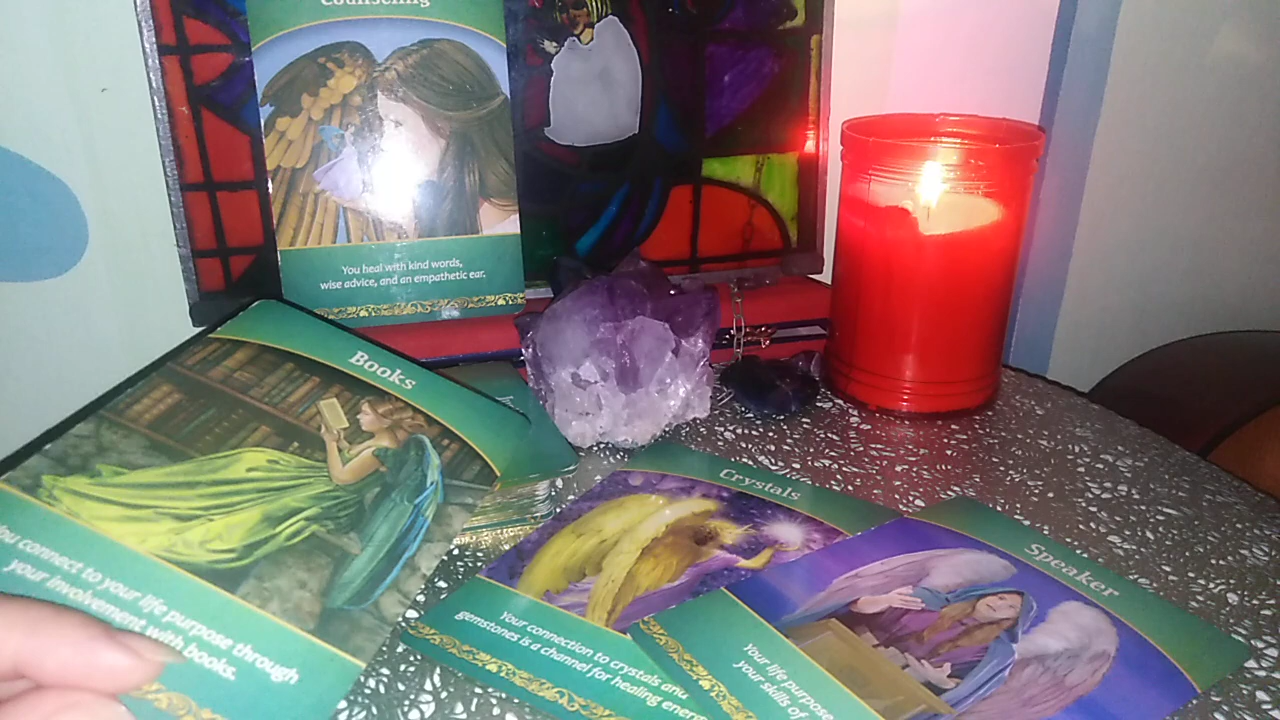 Counseling
You heal with kind words,
wise advice, and an empathetic ear.
Books
You connect to your life purpose through
your involvement with books.
Crystals
Your connection to crystals and
gemstones is a channel for healing
Speaker
Your life purpose
your skills of